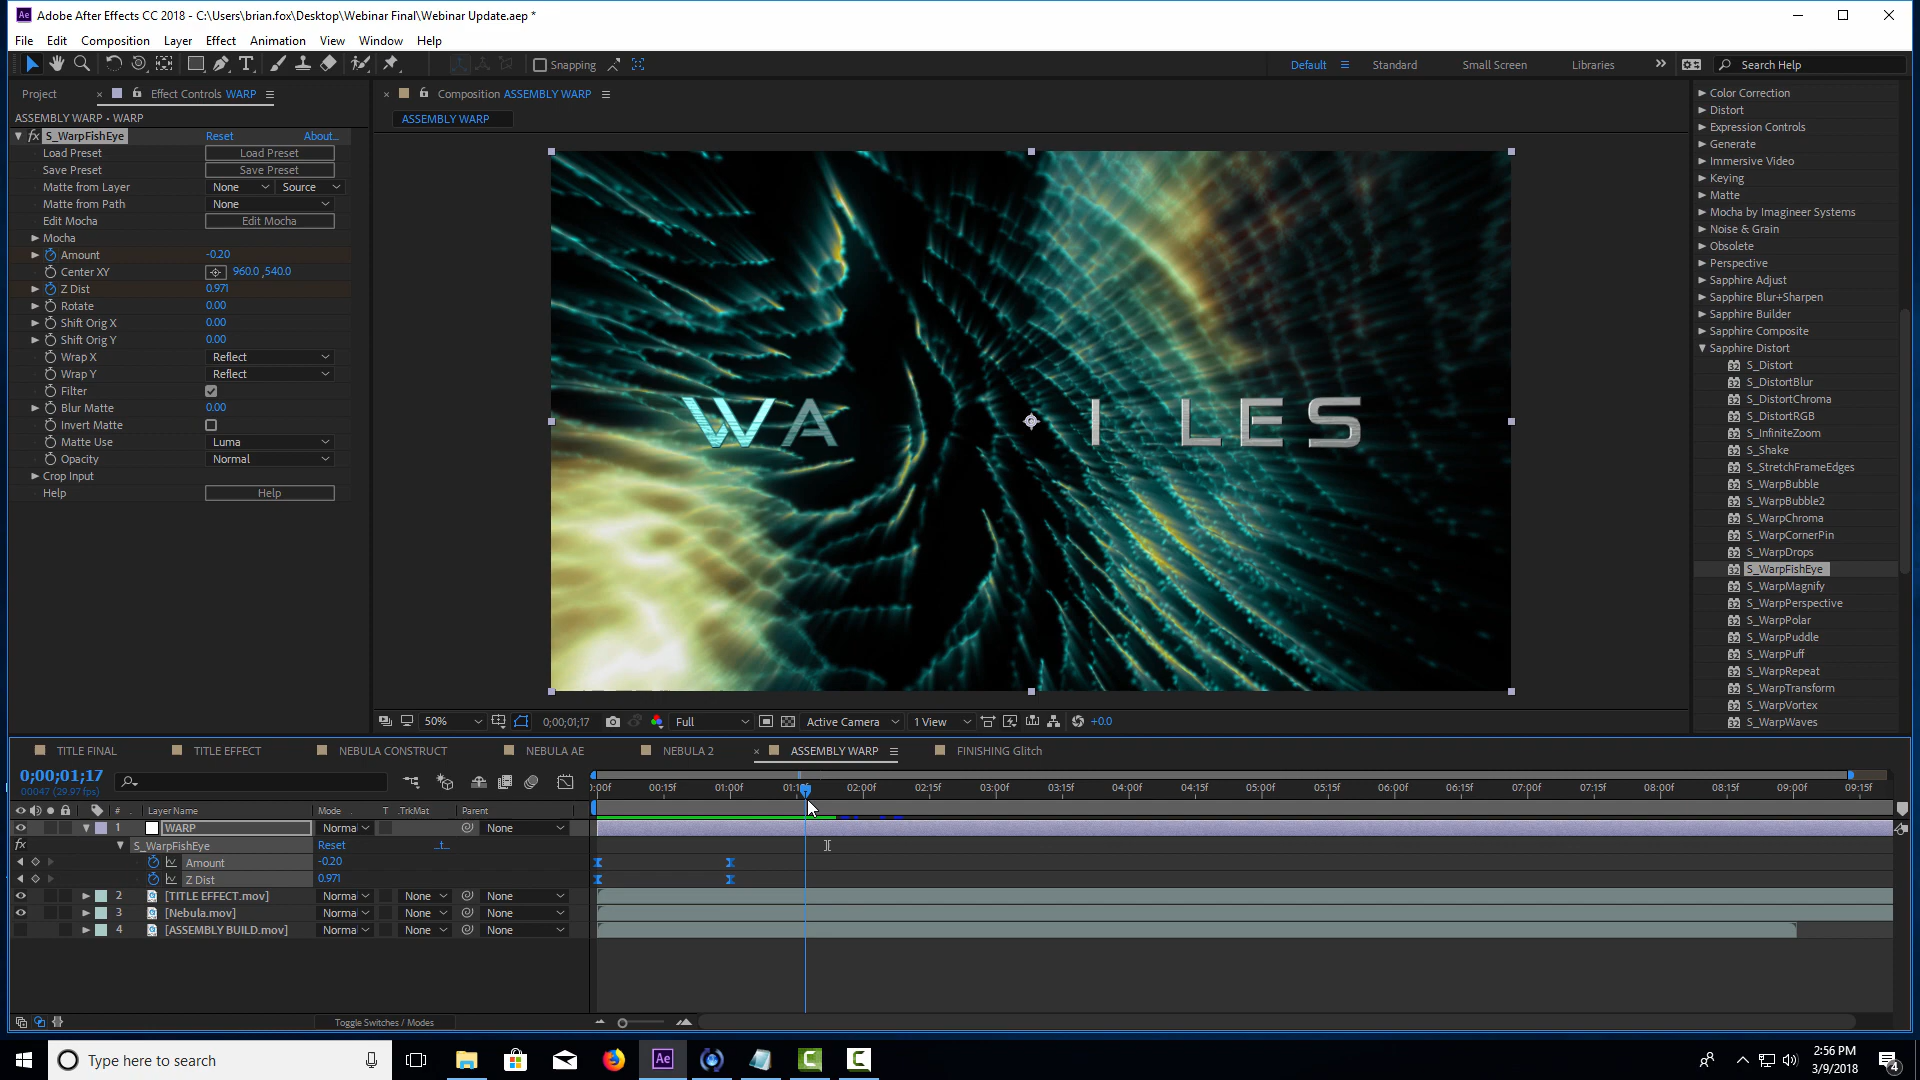 Adobe After Effects CC 2018 - C:\Users\brian.fox\Desktop\Webinar Final\Webinar Update.aep *
File Edit Composition Layer Effect Animation View Window Help
Snapping Default Standard Small Screen Libraries Search Help
Project Effect Controls WARP
ASSEMBLY WARP • WARP
S_WarpFishEye Reset About...
Load Preset Load Preset
Save Preset Save Preset
Matte from Layer None Source
Matte from Path None
Edit Mocha Edit Mocha
Mocha
Amount -0.20
Center XY 960.0 ,540.0
Z Dist 0.971
Rotate 0.00
Shift Orig X 0.00
Shift Orig Y 0.00
Wrap X Reflect
Wrap Y Reflect
Filter
Blur Matte 0.00
Invert Matte
Matte Use Luma
Opacity Normal
Crop Input
Help Help
Composition ASSEMBLY WARP
ASSEMBLY WARP
WA I LES
50% 0;00;01;17 Full Active Camera 1 View +0.0
Color Correction
Distort
Expression Controls
Generate
Immersive Video
Keying
Matte
Mocha by Imagineer Systems
Noise & Grain
Obsolete
Perspective
Sapphire Adjust
Sapphire Blur+Sharpen
Sapphire Builder
Sapphire Composite
Sapphire Distort
S_Distort
S_DistortBlur
S_DistortChroma
S_DistortRGB
S_InfiniteZoom
S_Shake
S_StretchFrameEdges
S_WarpBubble
S_WarpBubble2
S_WarpChroma
S_WarpCornerPin
S_WarpDrops
S_WarpFishEye
S_WarpMagnify
S_WarpPerspective
S_WarpPolar
S_WarpPuddle
S_WarpPuff
S_WarpRepeat
S_WarpTransform
S_WarpVortex
S_WarpWaves
TITLE FINAL TITLE EFFECT NEBULA CONSTRUCT NEBULA AE NEBULA 2 ASSEMBLY WARP FINISHING Glitch
0;00;01;17
00047 (29.97 fps)
:00f 00:15f 01:00f 02:00f 02:15f 03:00f 03:15f 04:00f 04:15f 05:00f 05:15f 06:00f 06:15f 07:00f 07:15f 08:00f 08:15f 09:00f 09:15f
# Layer Name Mode T .TrkMat Parent
1 WARP Norma None
S_WarpFishEye Reset ..t..
Amount -0.20
Z Dist 0.971
2 [TITLE EFFECT.mov] Norma None None
3 [Nebula.mov] Norma None None
4 [ASSEMBLY BUILD.mov] Norma None None
Toggle Switches / Modes
Type here to search
Ae
2:56 PM
3/9/2018
4